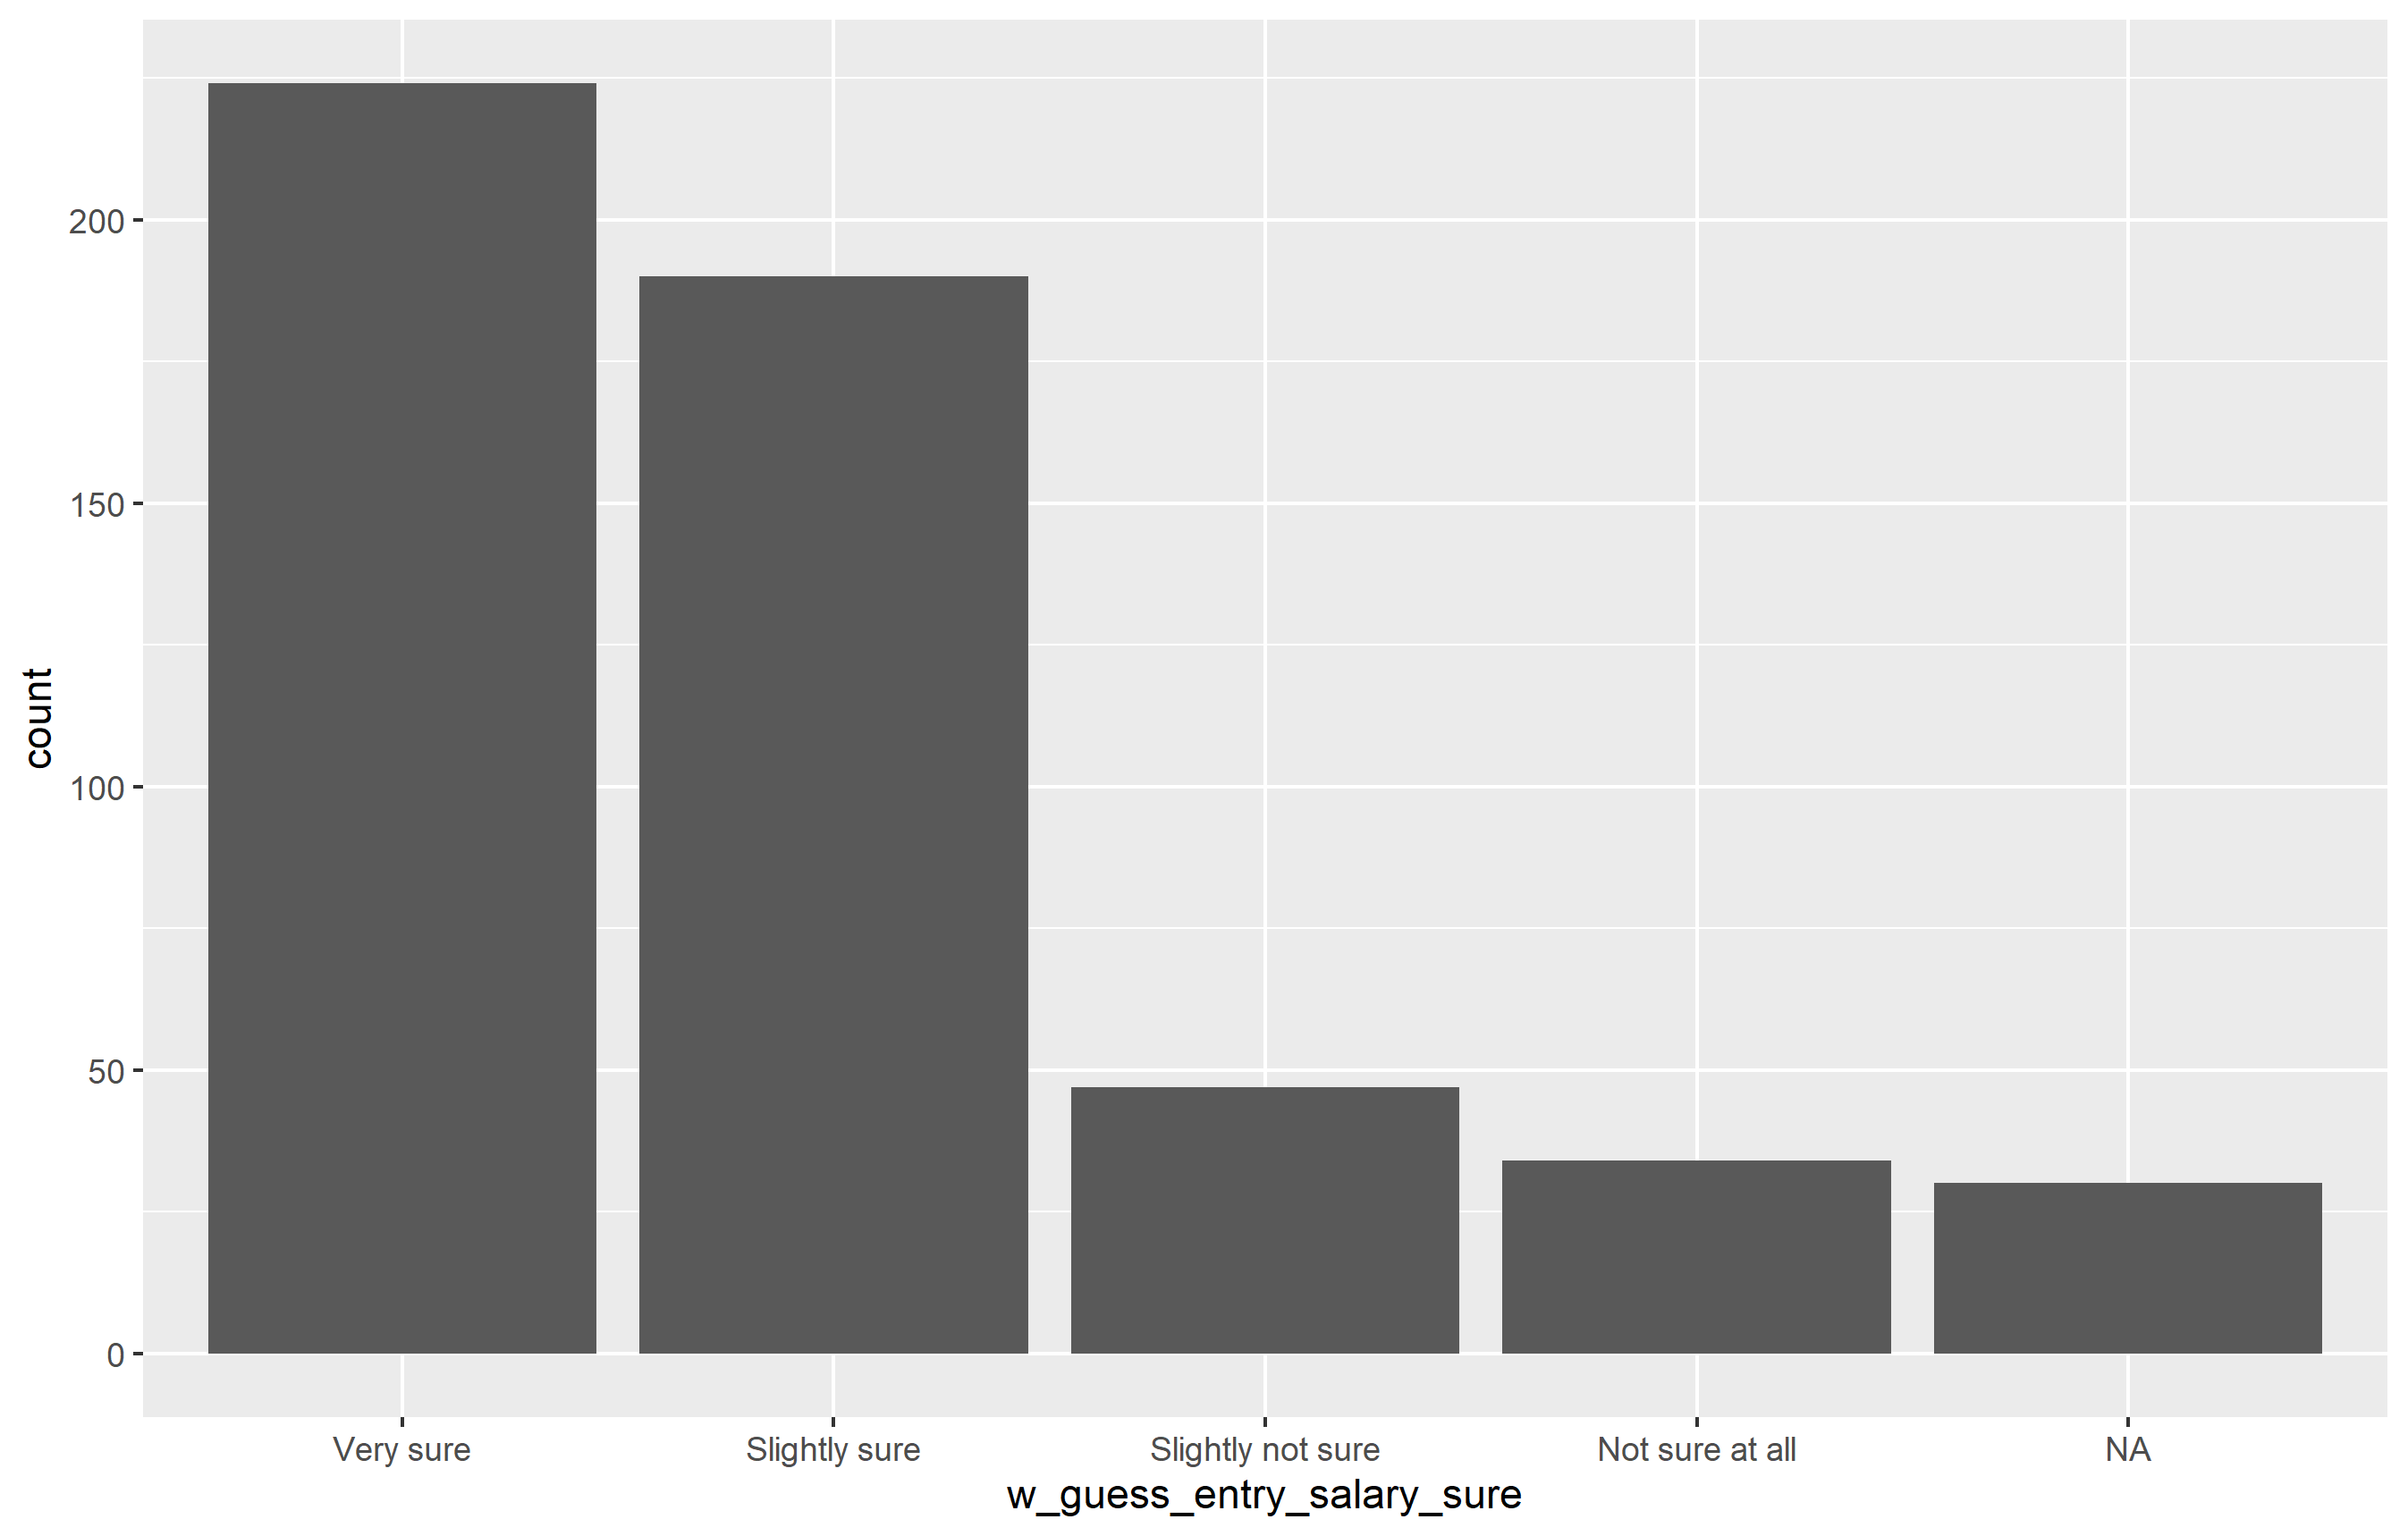 200
150
100
50
0
count
Very sure
Slightly sure
Slightly not sure
Not sure at all
NA
w_guess_entry_salary_sure